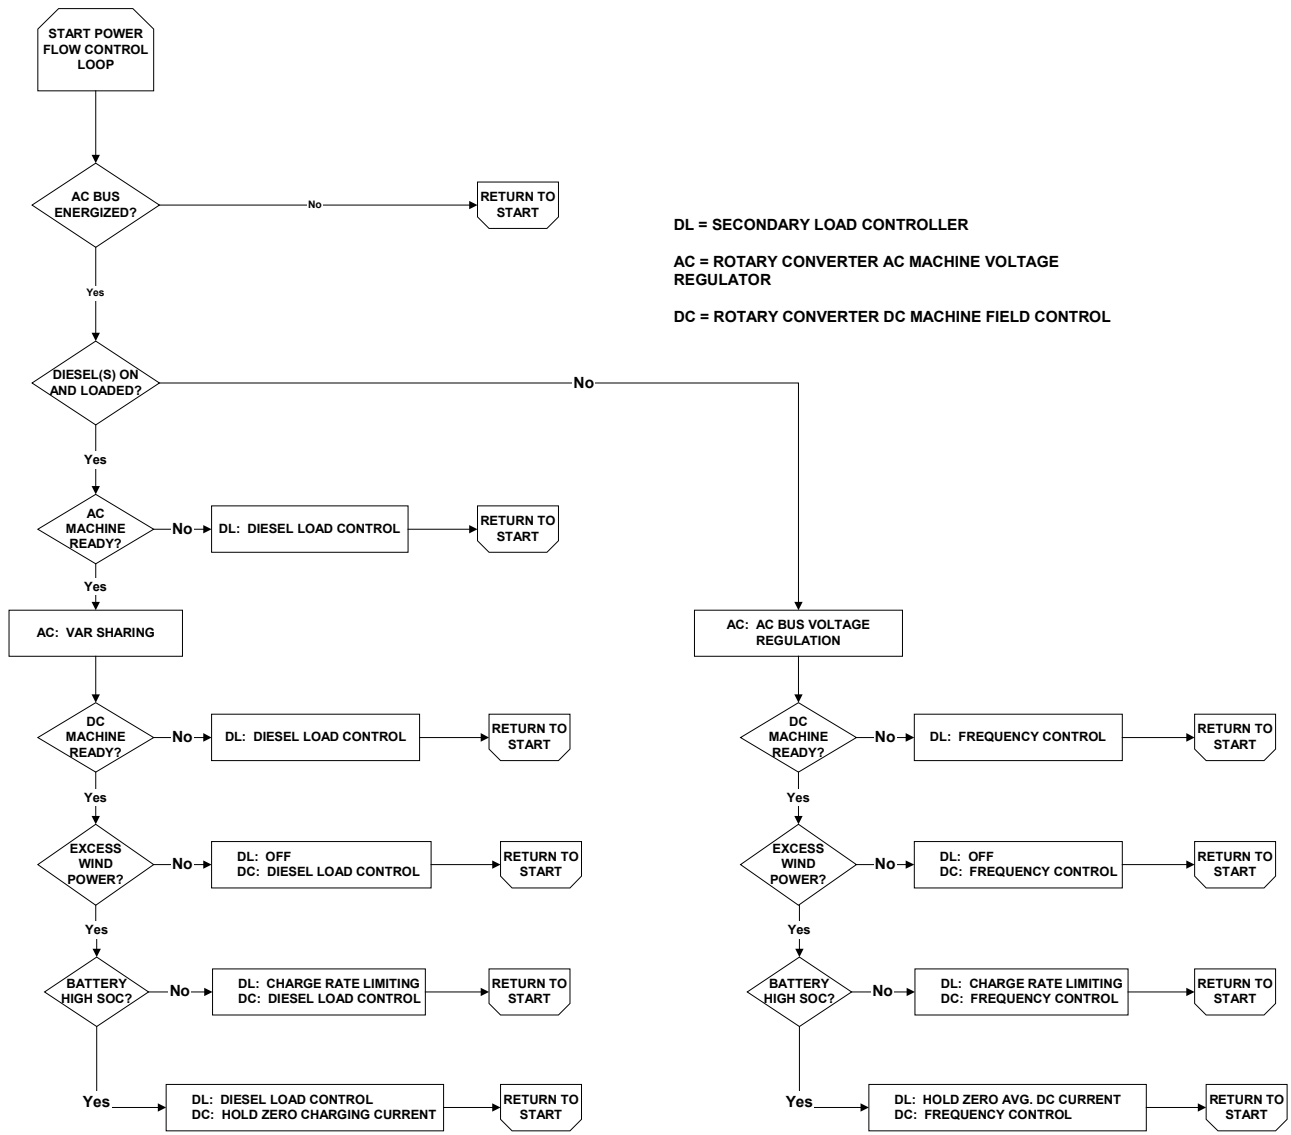 START POWER
FLOW CONTROL
LOOP
AC BUS
ENERGIZED?
No
RETURN TO
START
Yes
DL = SECONDARY LOAD CONTROLLER
AC = ROTARY CONVERTER AC MACHINE VOLTAGE
REGULATOR
DC = ROTARY CONVERTER DC MACHINE FIELD CONTROL
DIESEL(S) ON
AND LOADED?
No
Yes
AC
MACHINE
READY?
No
DL: DIESEL LOAD CONTROL
RETURN TO
START
Yes
AC: VAR SHARING
DC
MACHINE
READY?
No
DL: DIESEL LOAD CONTROL
RETURN TO
START
Yes
EXCESS
WIND
POWER?
No
DL: OFF
DC: DIESEL LOAD CONTROL
RETURN TO
START
Yes
BATTERY
HIGH SOC?
No
DL: CHARGE RATE LIMITING
DC: DIESEL LOAD CONTROL
RETURN TO
START
Yes
DL: DIESEL LOAD CONTROL
DC: HOLD ZERO CHARGING CURRENT
RETURN TO
START
AC: AC BUS VOLTAGE
REGULATION
DC
MACHINE
READY?
No
DL: FREQUENCY CONTROL
RETURN TO
START
Yes
EXCESS
WIND
POWER?
No
DL: OFF
DC: FREQUENCY CONTROL
RETURN TO
START
Yes
BATTERY
HIGH SOC?
No
DL: CHARGE RATE LIMITING
DC: FREQUENCY CONTROL
RETURN TO
START
Yes
DL: HOLD ZERO AVG. DC CURRENT
DC: FREQUENCY CONTROL
RETURN TO
START